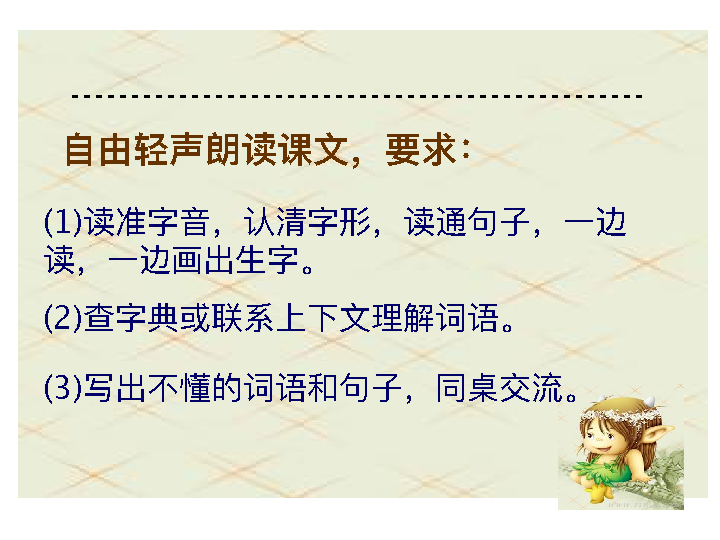 自由轻声朗读课文，要求：
(1)读准字音，认清字形，读通句子，一边
读，一边画出生字。
(2)查字典或联系上下文理解词语。
(3)写出不懂的词语和句子，同桌交流。